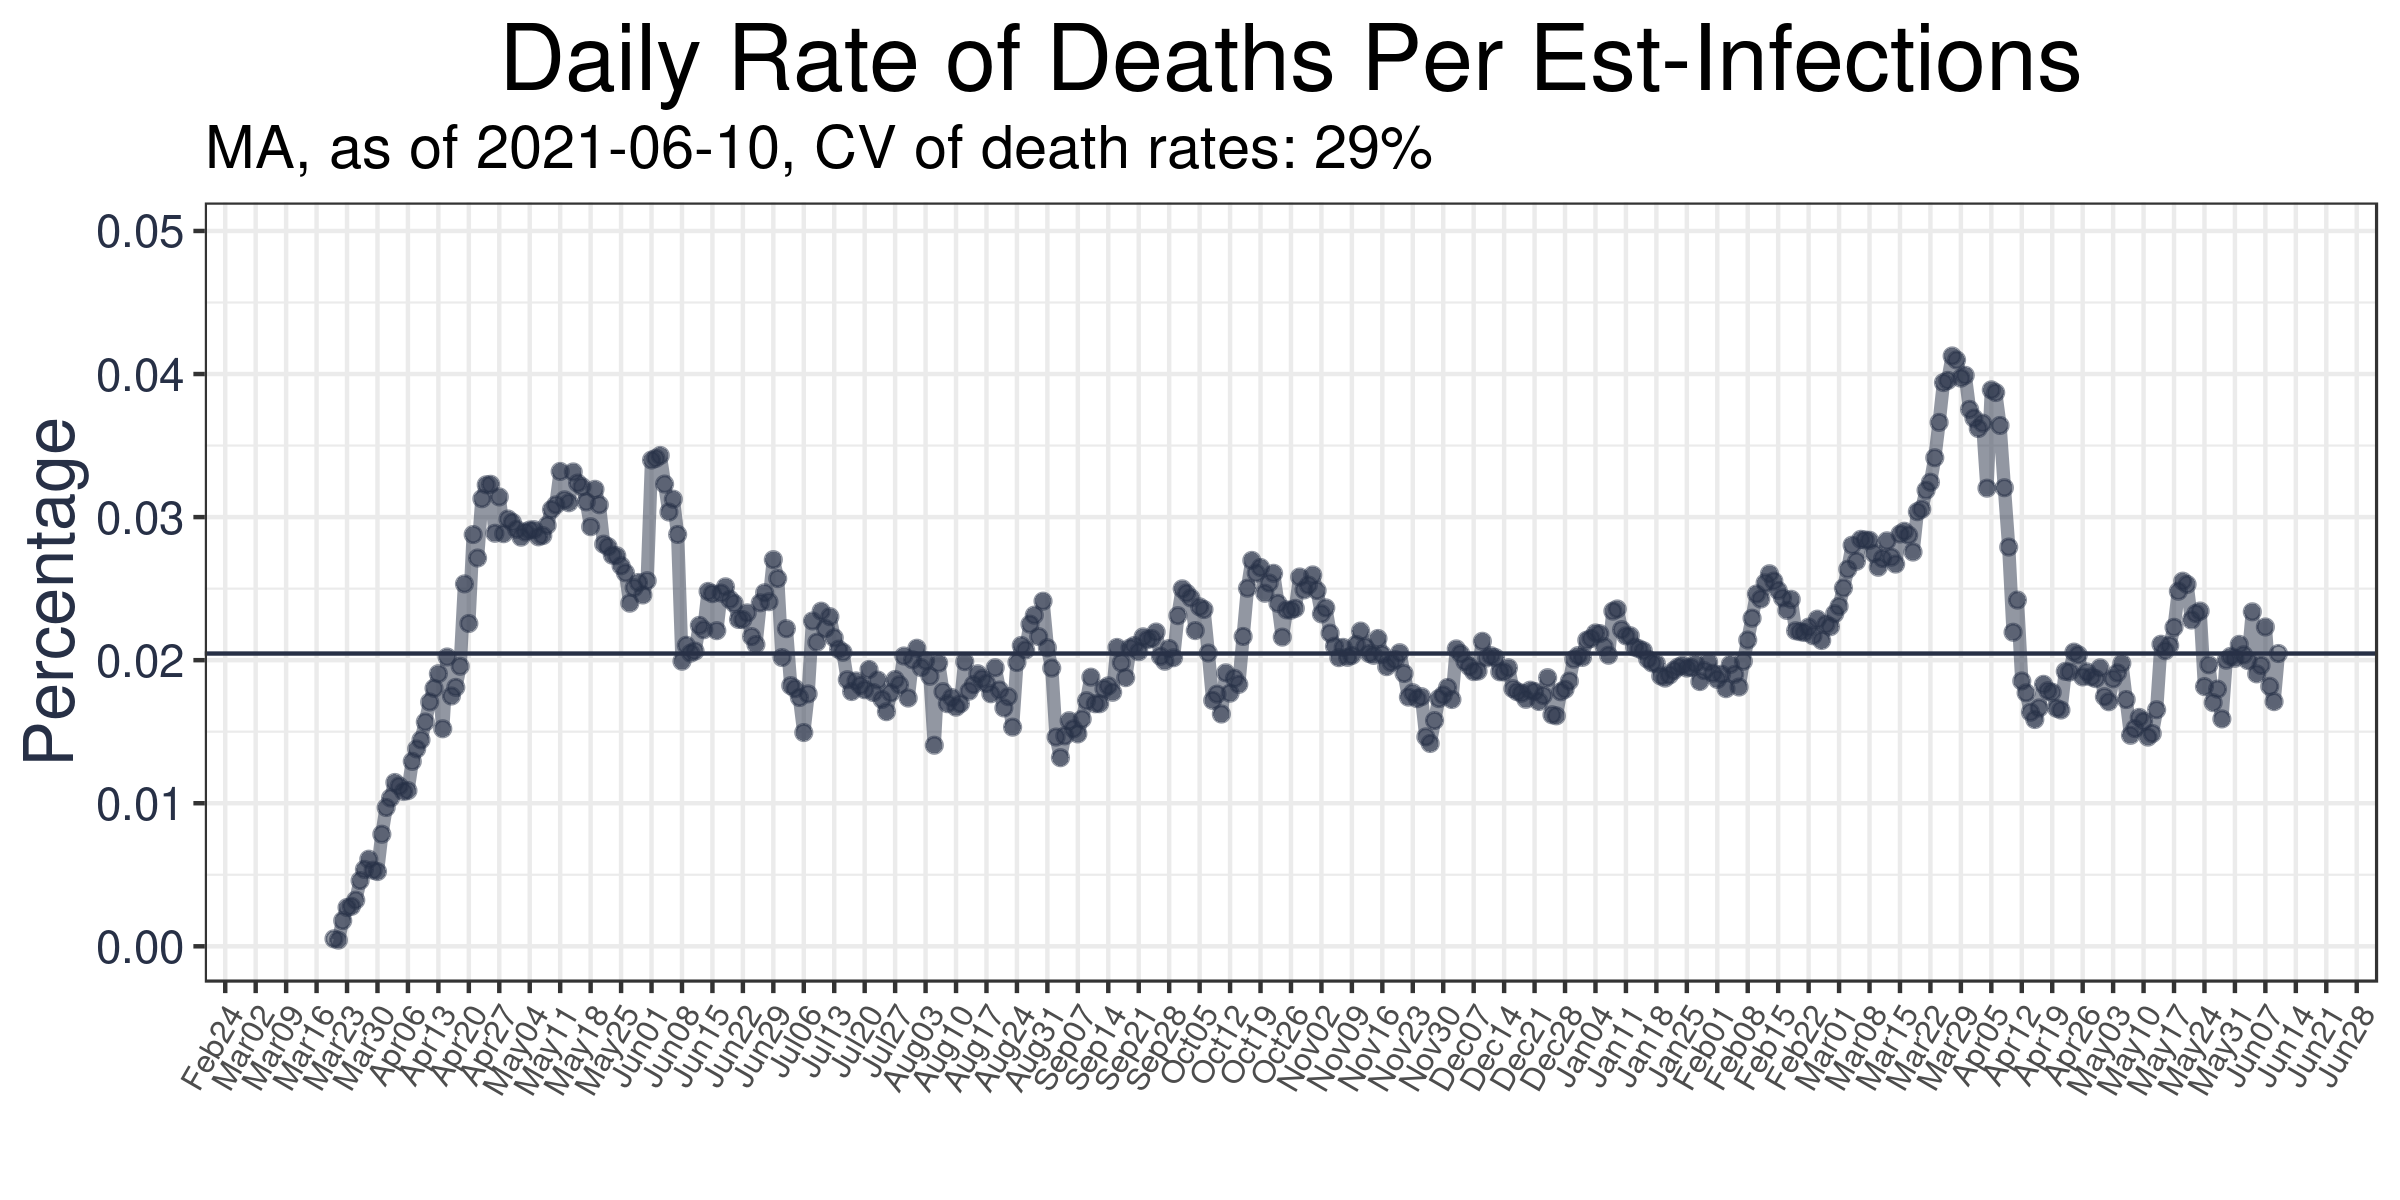 Daily Rate of Deaths Per Est-Infections
MA, as of 2021-06-10, CV of death rates: 29%
Percentage
0.05
0.04
0.03
0.02
0.01
0.00
Feb24
Mar02
Mar09
Mar16
Mar23
Mar30
Apr06
Apr13
Apr20
Apr27
May04
May11
May18
May25
Jun01
Jun08
Jun15
Jun22
Jun29
Jul06
Jul13
Jul20
Jul27
Aug03
Aug10
Aug17
Aug24
Aug31
Sep07
Sep14
Sep21
Sep28
Oct05
Oct12
Oct19
Oct26
Nov02
Nov09
Nov16
Nov23
Nov30
Dec07
Dec14
Dec21
Dec28
Jan04
Jan11
Jan18
Jan25
Feb01
Feb08
Feb15
Feb22
Mar01
Mar08
Mar15
Mar22
Mar29
Apr05
Apr12
Apr19
Apr26
May03
May10
May17
May24
May31
Jun07
Jun14
Jun21
Jun28